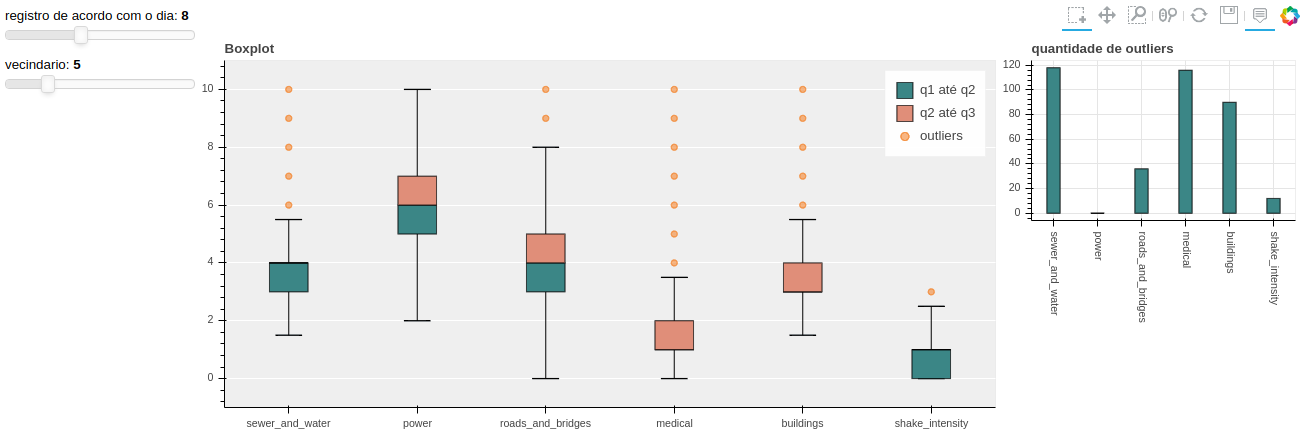 registro de acordo com o dia: 8
vecindario: 5
Boxplot
10
8
6
4
2
0
q1 até q2
q2 até q3
outliers
sewer_and_water
power
roads_and_bridges
medical
buildings
shake_intensity
quantidade de outliers
120
100
80
60
40
20
0
sewer_and_water
power
roads_and_bridges
medical
buildings
shake_intensity